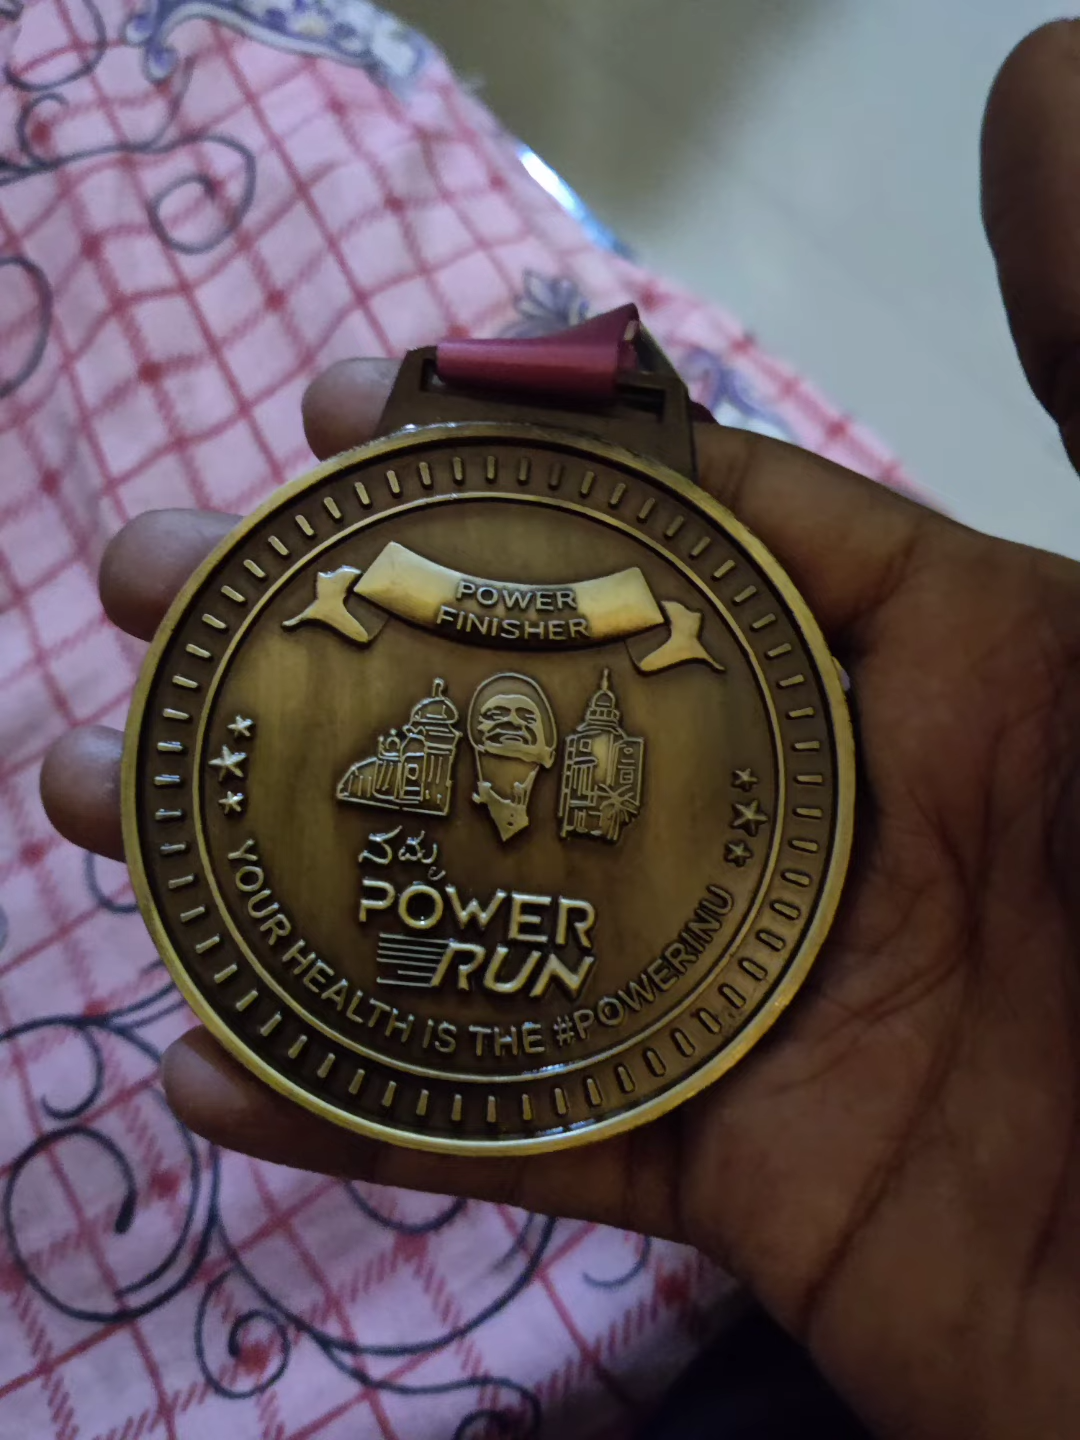 POWER
FINISHER
ನಮ್ಮ
POWER
RUN
YOUR HEALTH IS THE #POWERINU